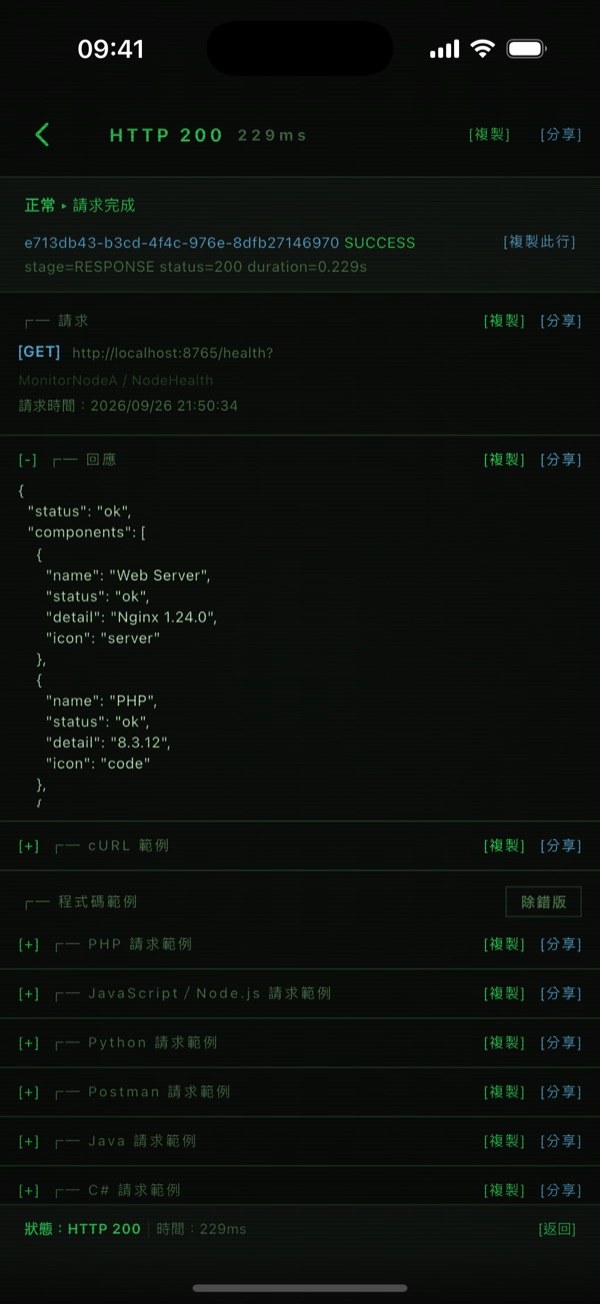 09:41
HTTP 200 229ms [複製] [分享]
正常 ▸ 請求完成
e713db43-b3cd-4f4c-976e-8dfb27146970 SUCCESS [複製此行]
stage=RESPONSE status=200 duration=0.229s
┌─ 請求 [複製] [分享]
[GET] http://localhost:8765/health?
MonitorNodeA / NodeHealth
請求時間：2026/09/26 21:50:34
[-] ┌─ 回應 [複製] [分享]
{
"status": "ok",
"components": [
{
"name": "Web Server",
"status": "ok",
"detail": "Nginx 1.24.0",
"icon": "server"
},
{
"name": "PHP",
"status": "ok",
"detail": "8.3.12",
"icon": "code"
},
{
[+] ┌─ cURL 範例 [複製] [分享]
┌─ 程式碼範例 除錯版
[+] ┌─ PHP 請求範例 [複製] [分享]
[+] ┌─ JavaScript / Node.js 請求範例 [複製] [分享]
[+] ┌─ Python 請求範例 [複製] [分享]
[+] ┌─ Postman 請求範例 [複製] [分享]
[+] ┌─ Java 請求範例 [複製] [分享]
[+] ┌─ C# 請求範例 [複製] [分享]
狀態：HTTP 200 | 時間：229ms [返回]